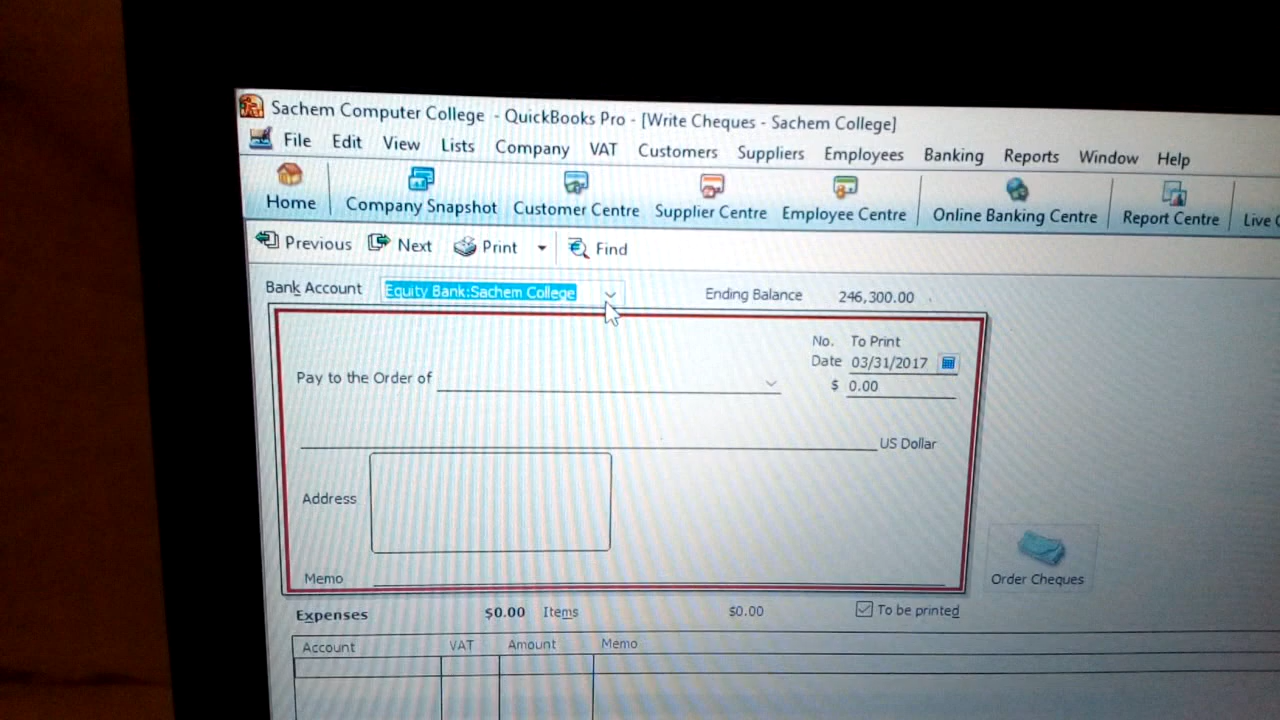 Sachem Computer College - QuickBooks Pro - [Write Cheques - Sachem College]
File Edit View Lists Company VAT Customers Suppliers Employees Banking Reports Window Help
Home Company Snapshot Customer Centre Supplier Centre Employee Centre Online Banking Centre Report Centre Live
Previous Next Print Find
Bank Account Equity Bank:Sachem College Ending Balance 246,300.00
No. To Print
Date 03/31/2017
Pay to the Order of $ 0.00
US Dollar
Address
Order Cheques
Memo
Expenses $0.00 Items $0.00 To be printed
Account VAT Amount Memo